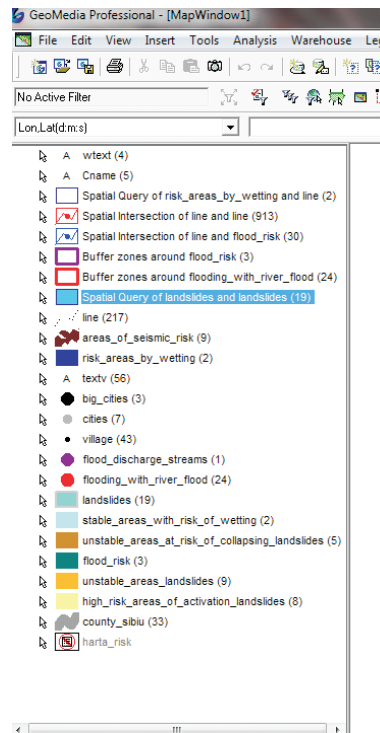 GeoMedia Professional - [MapWindow1]
File Edit View Insert Tools Analysis Warehouse Leg
No Active Filter
Lon,Lat(d:m:s)
A wtext (4)
A Cname (5)
Spatial Query of risk_areas_by_wetting and line (2)
Spatial Intersection of line and line (913)
Spatial Intersection of line and flood_risk (30)
Buffer zones around flood_risk (3)
Buffer zones around flooding_with_river_flood (24)
Spatial Query of landslides and landslides (19)
line (217)
areas_of_seismic_risk (9)
risk_areas_by_wetting (2)
A textv (56)
big_cities (3)
cities (7)
village (43)
flood_discharge_streams (1)
flooding_with_river_flood (24)
landslides (19)
stable_areas_with_risk_of_wetting (2)
unstable_areas_at_risk_of_collapsing_landslides (5)
flood_risk (3)
unstable_areas_landslides (9)
high_risk_areas_of_activation_landslides (8)
county_sibiu (33)
harta_risk